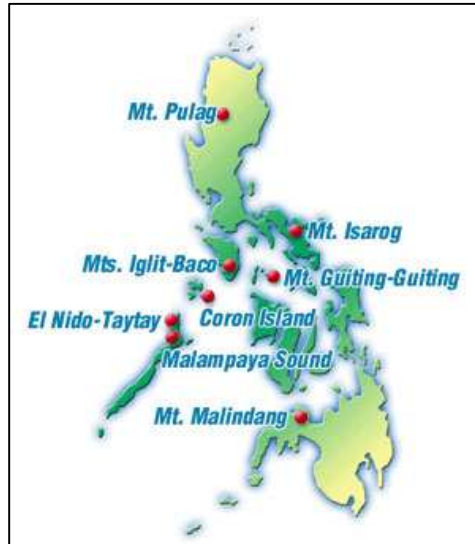 Mt. Pulag
Mt. Isarog
Mts. Iglit-Baco
Mt. Guiting-Guiting
Coron Island
El Nido-Taytay
Malampaya Sound
Mt. Malindang